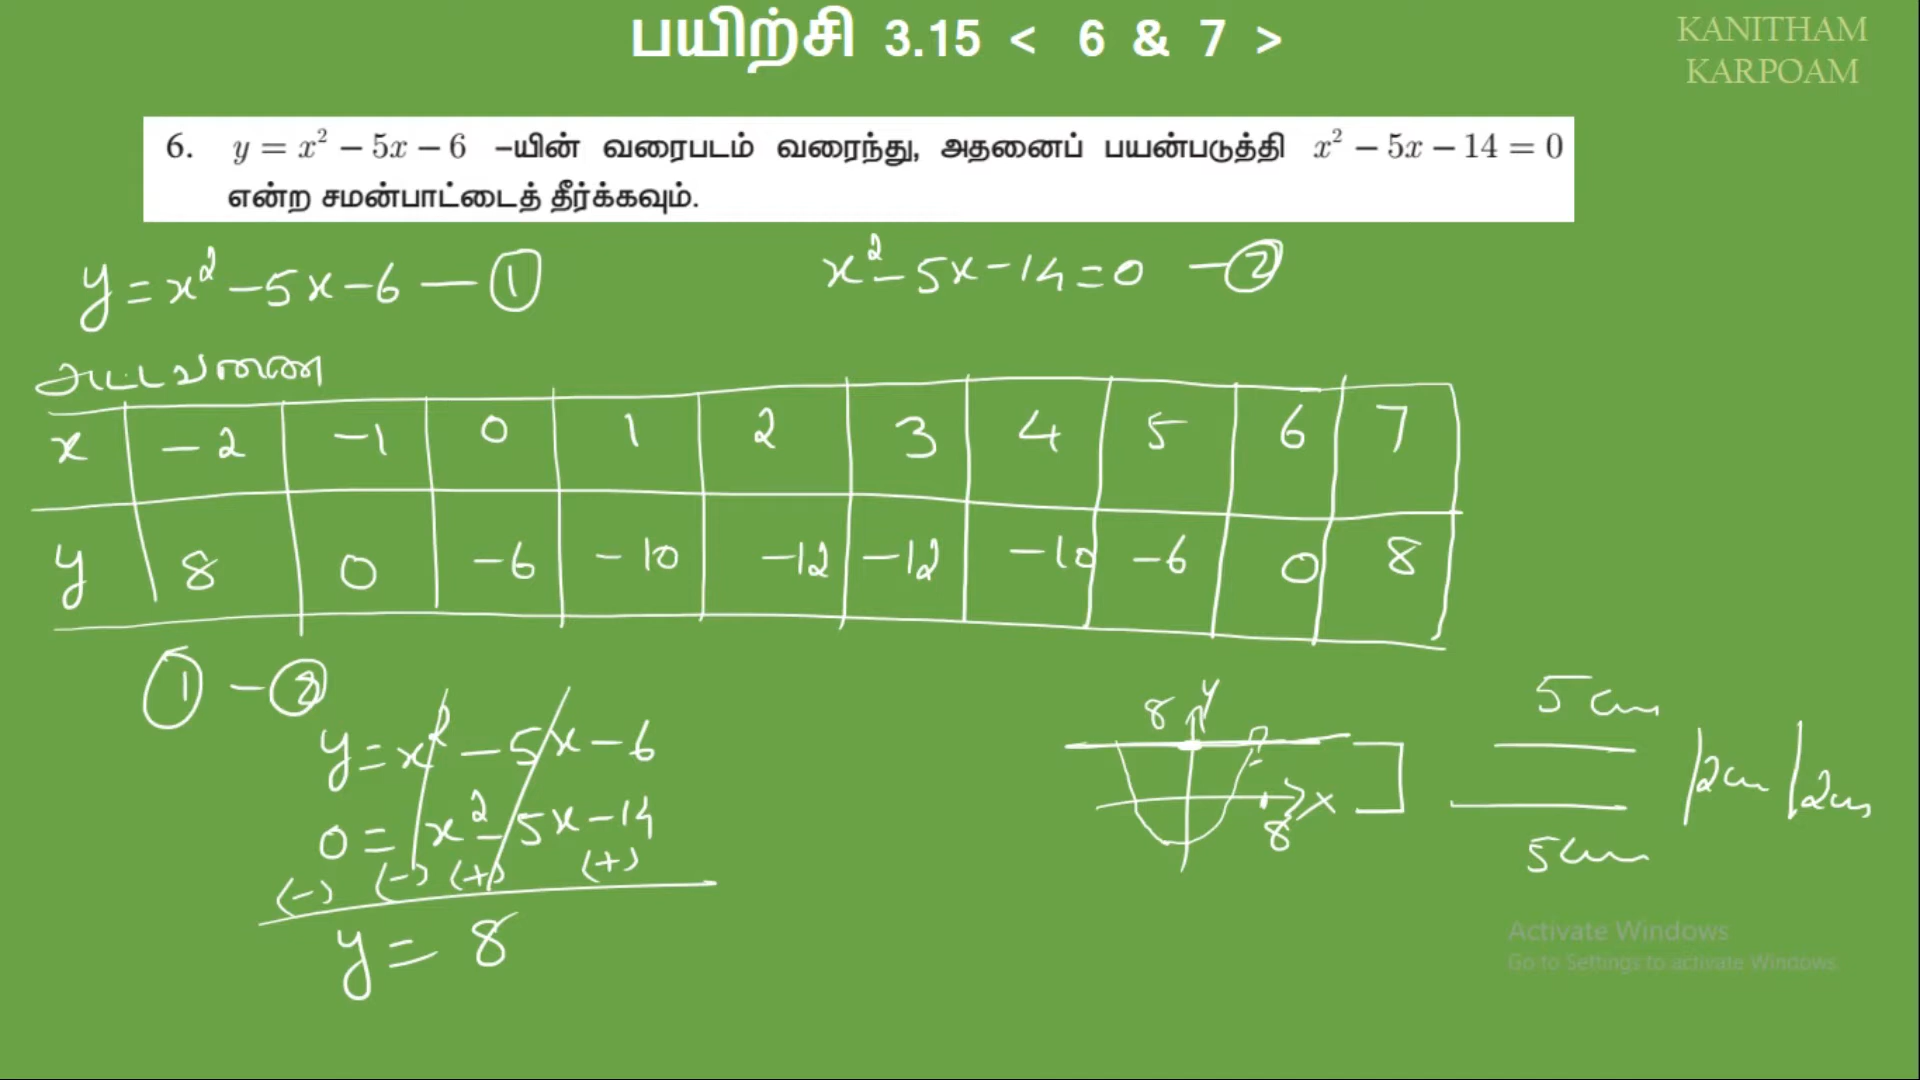 பயிற்சி 3.15 < 6 & 7 >
KANITHAM
KARPOAM
6. y = x² – 5x – 6 –யின் வரைபடம் வரைந்து, அதனைப் பயன்படுத்தி x² – 5x – 14 = 0
என்ற சமன்பாட்டைத் தீர்க்கவும்.
y = x² – 5x – 6 — ①
x² – 5x – 14 = 0 – ②
அட்டவணை
x –2 –1 0 1 2 3 4 5 6 7
y 8 0 –6 –10 –12 –12 –10 –6 0 8
① – ②
y = x² – 5x – 6
0 = x² – 5x – 14
(–) (–) (+) (+)
y = 8
8 y
x
8
5 cm
2cm 2cm
5cm
Activate Windows
Go to Settings to activate Windows.